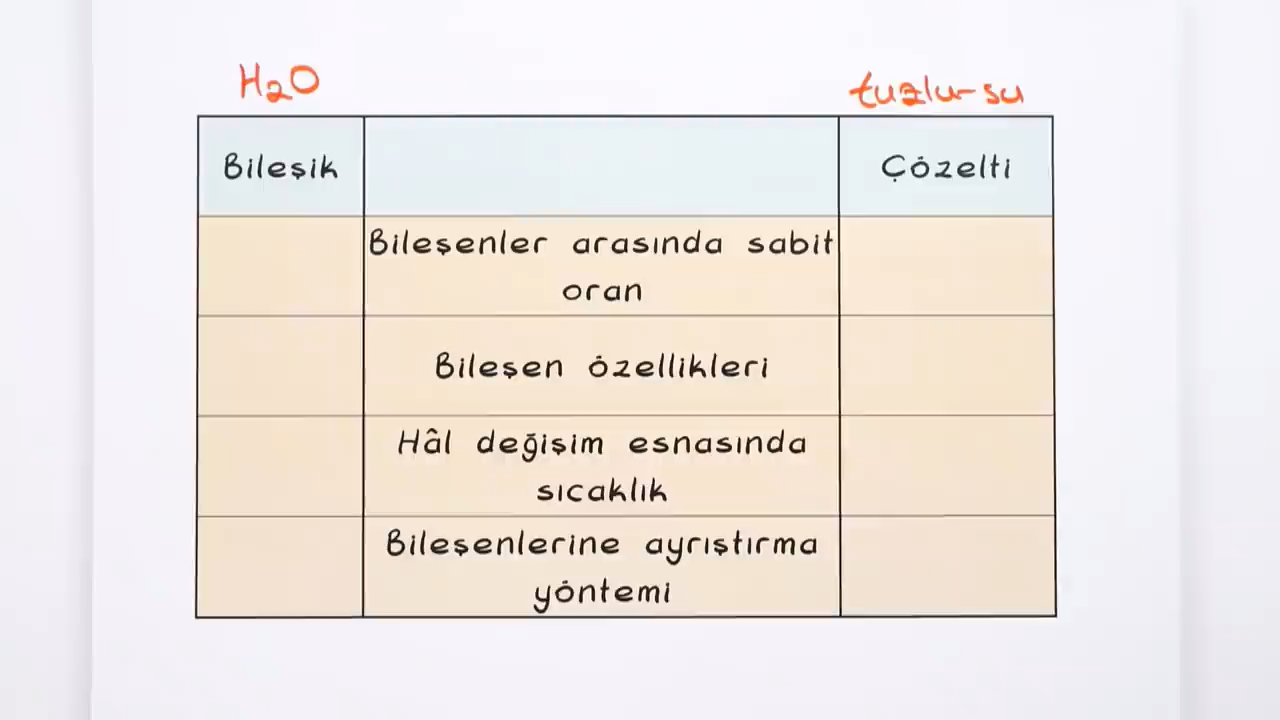 H2O
tuzlu-su
Bileşik
Çözelti
Bileşenler arasında sabit
oran
Bileşen özellikleri
Hâl değişim esnasında
sıcaklık
Bileşenlerine ayrıştırma
yöntemi